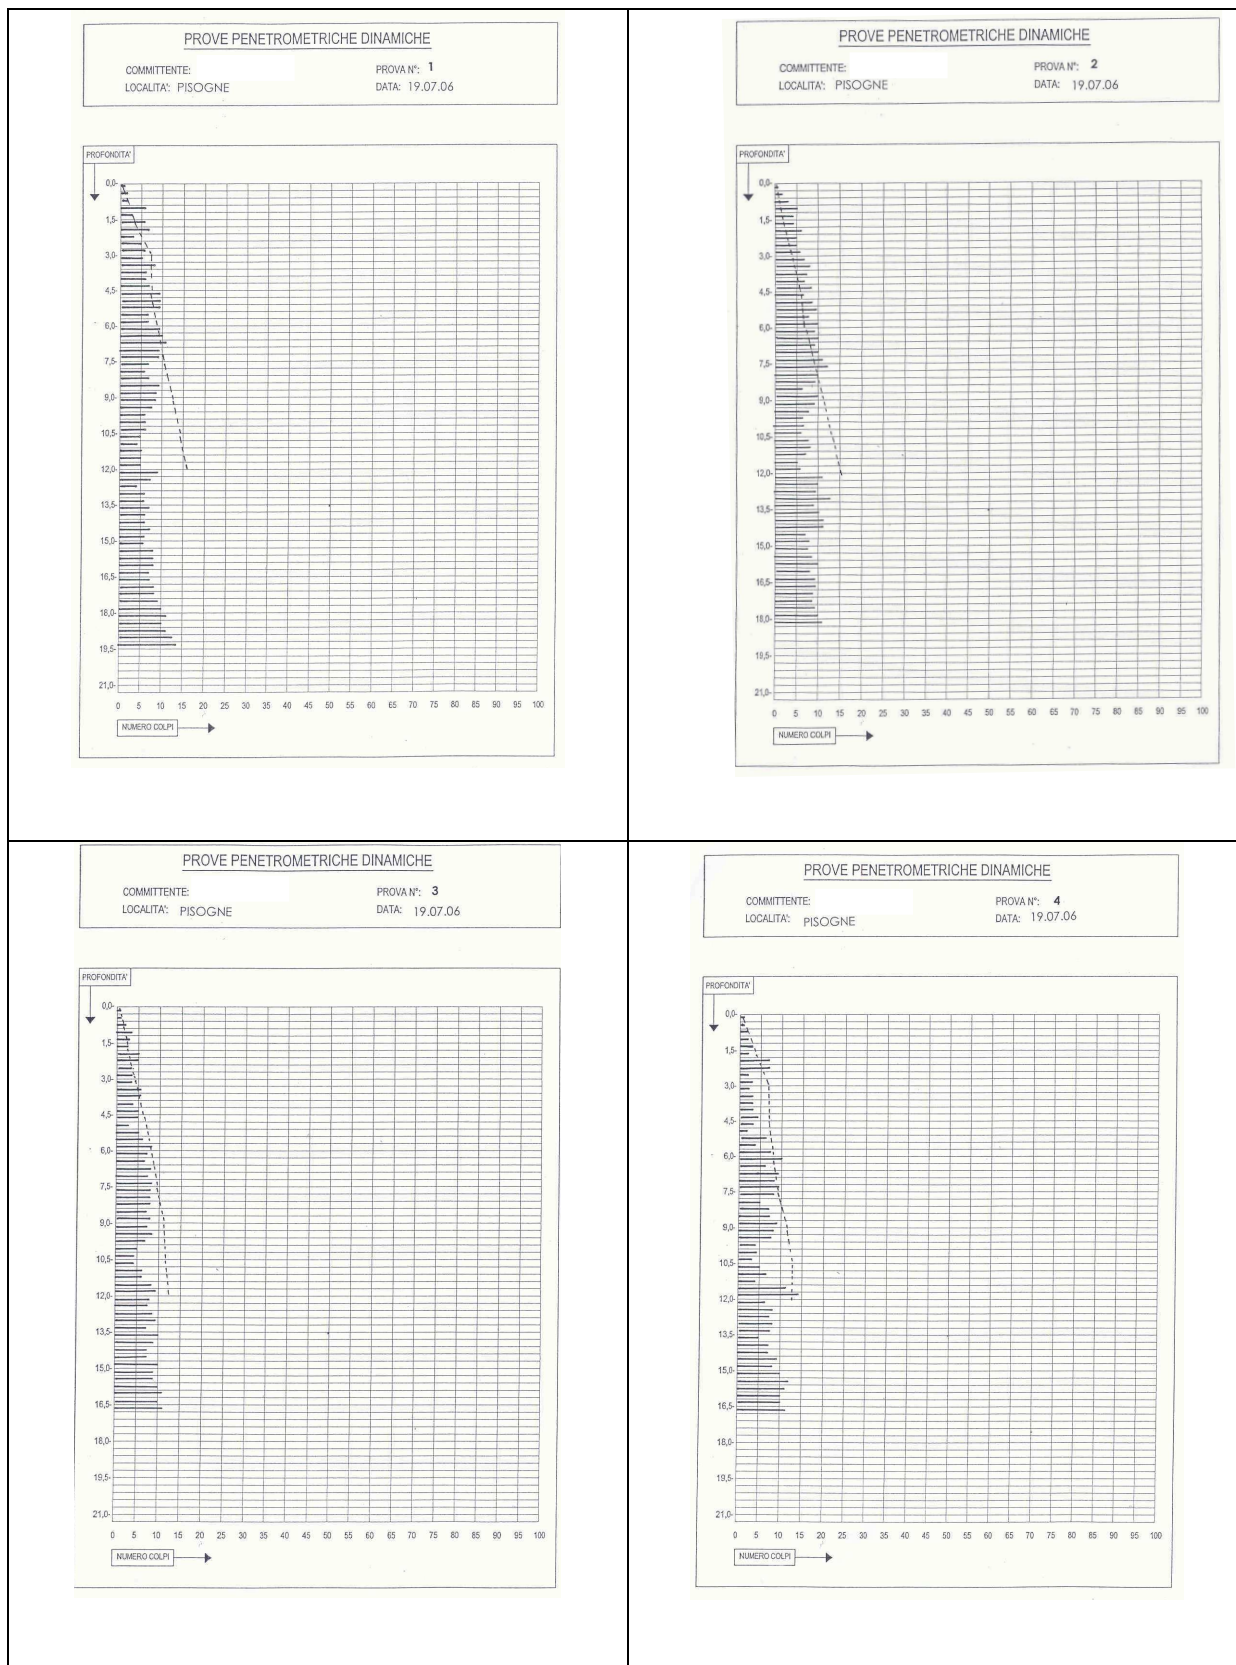 PROVE PENETROMETRICHE DINAMICHE
COMMITTENTE:
PROVA N°: 1
LOCALITA': PISOGNE
DATA: 19.07.06
PROFONDITA'
0,0-
1,5-
3,0-
4,5-
6,0-
7,5-
9,0-
10,5-
12,0-
13,5-
15,0-
16,5-
18,0-
19,5-
21,0-
0 5 10 15 20 25 30 35 40 45 50 55 60 65 70 75 80 85 90 95 100
NUMERO COLPI
PROVE PENETROMETRICHE DINAMICHE
COMMITTENTE:
PROVA N°: 2
LOCALITA': PISOGNE
DATA: 19.07.06
PROFONDITA'
0,0-
1,5-
3,0-
4,5-
6,0-
7,5-
9,0-
10,5-
12,0-
13,5-
15,0-
16,5-
18,0-
19,5-
21,0-
0 5 10 15 20 25 30 35 40 45 50 55 60 65 70 75 80 85 90 95 100
NUMERO COLPI
PROVE PENETROMETRICHE DINAMICHE
COMMITTENTE:
PROVA N°: 3
LOCALITA': PISOGNE
DATA: 19.07.06
PROFONDITA'
0,0-
1,5-
3,0-
4,5-
6,0-
7,5-
9,0-
10,5-
12,0-
13,5-
15,0-
16,5-
18,0-
19,5-
21,0-
0 5 10 15 20 25 30 35 40 45 50 55 60 65 70 75 80 85 90 95 100
NUMERO COLPI
PROVE PENETROMETRICHE DINAMICHE
COMMITTENTE:
PROVA N°: 4
LOCALITA': PISOGNE
DATA: 19.07.06
PROFONDITA'
0,0-
1,5-
3,0-
4,5-
6,0-
7,5-
9,0-
10,5-
12,0-
13,5-
15,0-
16,5-
18,0-
19,5-
21,0-
0 5 10 15 20 25 30 35 40 45 50 55 60 65 70 75 80 85 90 95 100
NUMERO COLPI